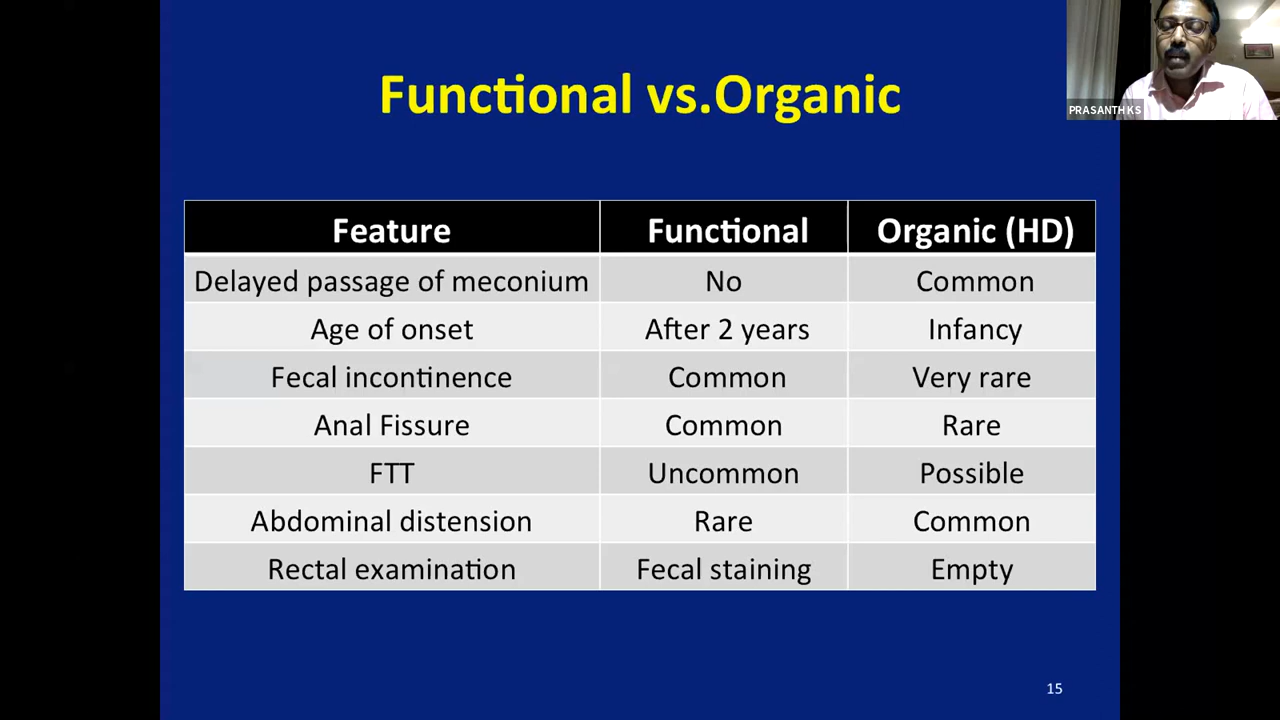 PRASANTH K S
Functional vs.Organic
Feature Functional Organic (HD)
Delayed passage of meconium No Common
Age of onset After 2 years Infancy
Fecal incontinence Common Very rare
Anal Fissure Common Rare
FTT Uncommon Possible
Abdominal distension Rare Common
Rectal examination Fecal staining Empty
15